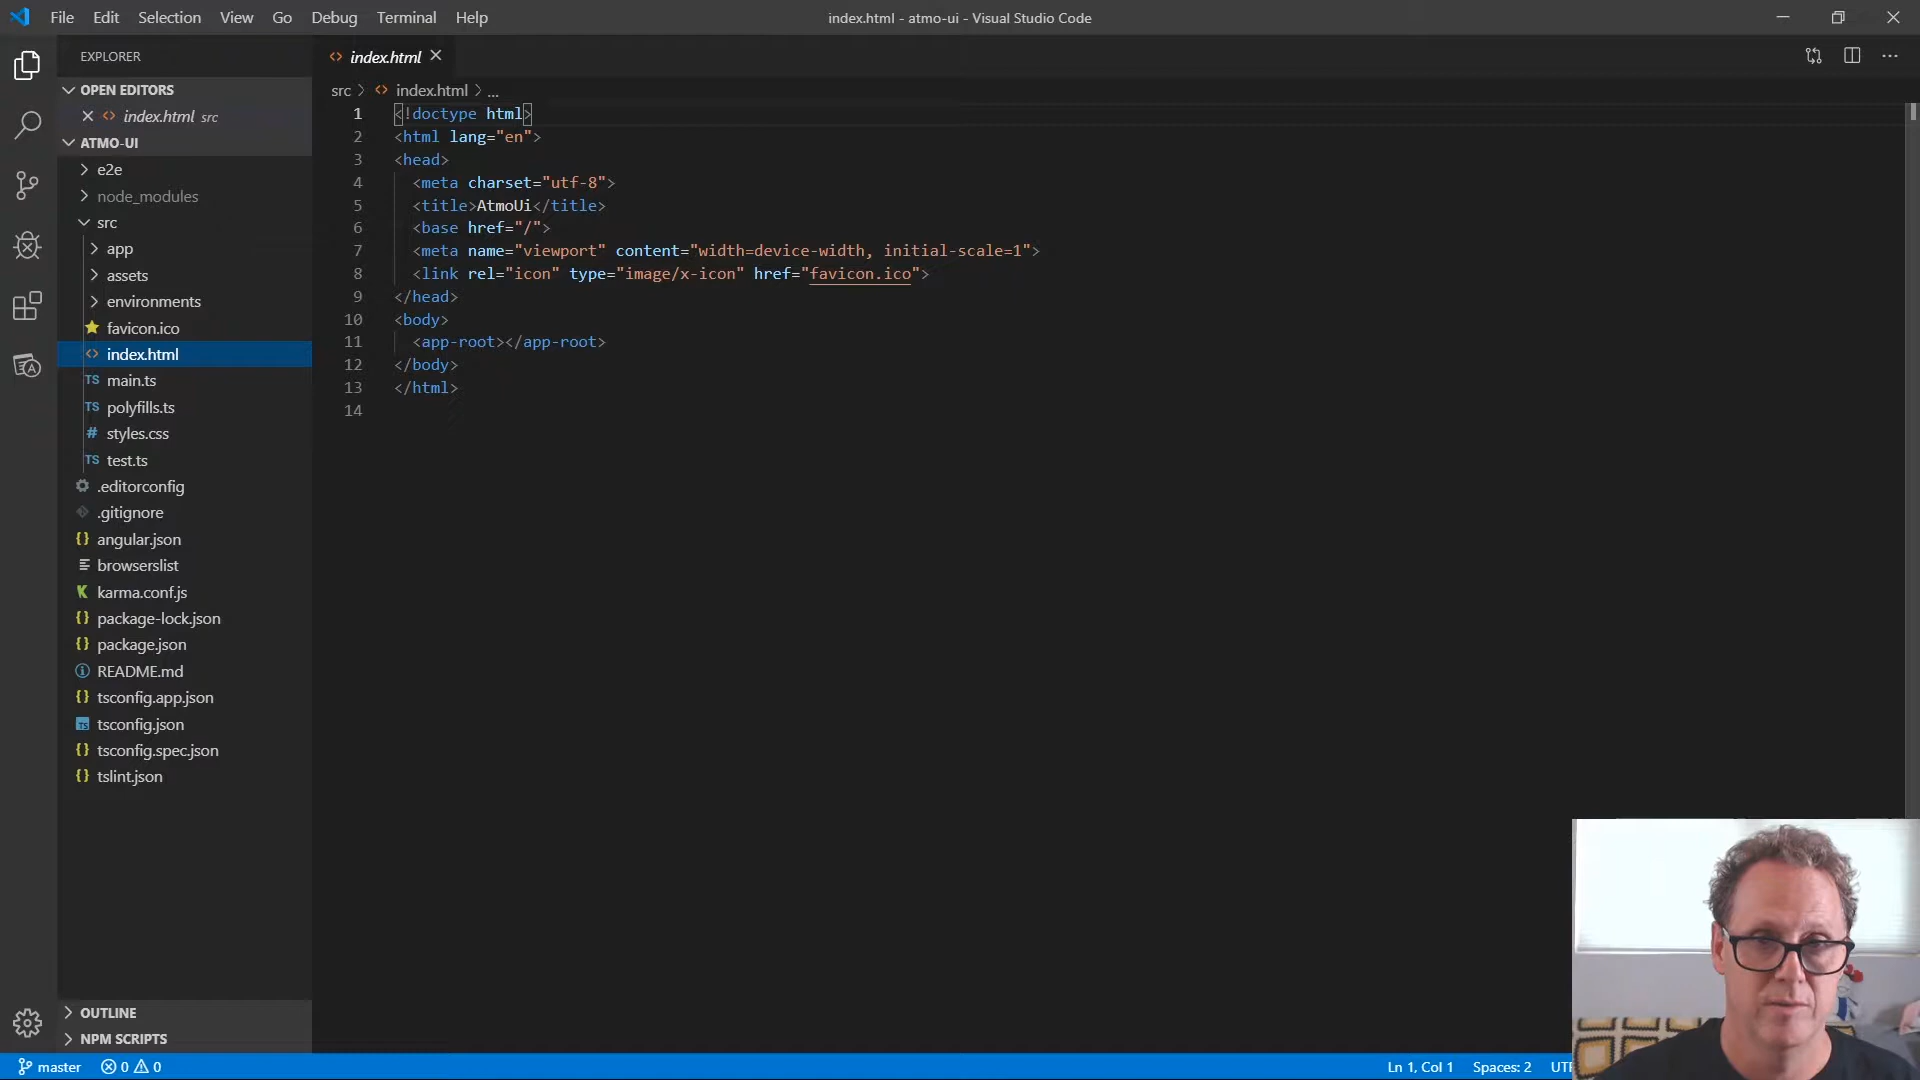 File Edit Selection View Go Debug Terminal Help
index.html - atmo-ui - Visual Studio Code
EXPLORER
OPEN EDITORS
index.html src
ATMO-UI
e2e
node_modules
src
app
assets
environments
favicon.ico
index.html
TS main.ts
TS polyfills.ts
# styles.css
TS test.ts
.editorconfig
.gitignore
{} angular.json
browserslist
K karma.conf.js
{} package-lock.json
{} package.json
README.md
{} tsconfig.app.json
TS tsconfig.json
{} tsconfig.spec.json
{} tslint.json
OUTLINE
NPM SCRIPTS
index.html
src > index.html > ...
1 <!doctype html>
2 <html lang="en">
3 <head>
4 <meta charset="utf-8">
5 <title>AtmoUi</title>
6 <base href="/">
7 <meta name="viewport" content="width=device-width, initial-scale=1">
8 <link rel="icon" type="image/x-icon" href="favicon.ico">
9 </head>
10 <body>
11 <app-root></app-root>
12 </body>
13 </html>
14
master 0 0
Ln 1, Col 1 Spaces: 2 UTF